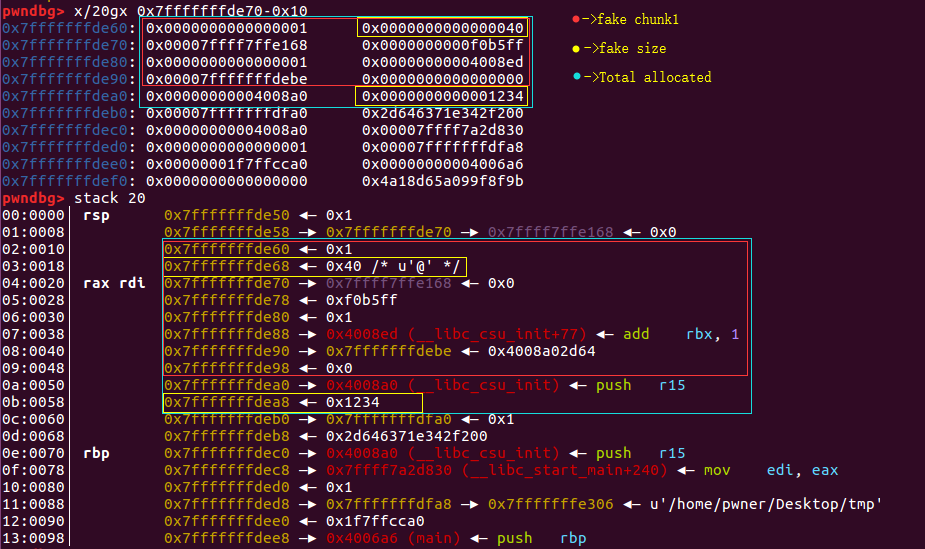 pwndbg> x/20gx 0x7fffffffde70-0x10
0x7fffffffde60: 0x0000000000000001 0x0000000000000040
0x7fffffffde70: 0x00007ffff7ffe168 0x0000000000f0b5ff
0x7fffffffde80: 0x0000000000000001 0x00000000004008ed
0x7fffffffde90: 0x00007fffffffdebe 0x0000000000000000
0x7fffffffdea0: 0x00000000004008a0 0x0000000000001234
0x7fffffffdeb0: 0x00007fffffffdfa0 0x2d646371e342f200
0x7fffffffdec0: 0x00000000004008a0 0x00007ffff7a2d830
0x7fffffffded0: 0x0000000000000001 0x00007fffffffdfa8
0x7fffffffdee0: 0x00000001f7ffcca0 0x00000000004006a6
0x7fffffffdef0: 0x0000000000000000 0x4a18d65a099f8f9b
->fake chunk1
->fake size
->Total allocated
pwndbg> stack 20
00:0000│ rsp 0x7fffffffde50 ◂— 0x1
01:0008│ 0x7fffffffde58 —▸ 0x7fffffffde70 —▸ 0x7ffff7ffe168 ◂— 0x0
02:0010│ 0x7fffffffde60 ◂— 0x1
03:0018│ 0x7fffffffde68 ◂— 0x40 /* u'@' */
04:0020│ rax rdi 0x7fffffffde70 —▸ 0x7ffff7ffe168 ◂— 0x0
05:0028│ 0x7fffffffde78 ◂— 0xf0b5ff
06:0030│ 0x7fffffffde80 ◂— 0x1
07:0038│ 0x7fffffffde88 —▸ 0x4008ed (__libc_csu_init+77) ◂— add rbx, 1
08:0040│ 0x7fffffffde90 —▸ 0x7fffffffdebe ◂— 0x4008a02d64
09:0048│ 0x7fffffffde98 ◂— 0x0
0a:0050│ 0x7fffffffdea0 —▸ 0x4008a0 (__libc_csu_init) ◂— push r15
0b:0058│ 0x7fffffffdea8 ◂— 0x1234
0c:0060│ 0x7fffffffdeb0 —▸ 0x7fffffffdfa0 ◂— 0x1
0d:0068│ 0x7fffffffdeb8 ◂— 0x2d646371e342f200
0e:0070│ rbp 0x7fffffffdec0 —▸ 0x4008a0 (__libc_csu_init) ◂— push r15
0f:0078│ 0x7fffffffdec8 —▸ 0x7ffff7a2d830 (__libc_start_main+240) ◂— mov edi, eax
10:0080│ 0x7fffffffded0 ◂— 0x1
11:0088│ 0x7fffffffded8 —▸ 0x7fffffffdfa8 —▸ 0x7fffffffe306 ◂— u'/home/pwner/Desktop/tmp'
12:0090│ 0x7fffffffdee0 ◂— 0x1f7ffcca0
13:0098│ 0x7fffffffdee8 —▸ 0x4006a6 (main) ◂— push rbp